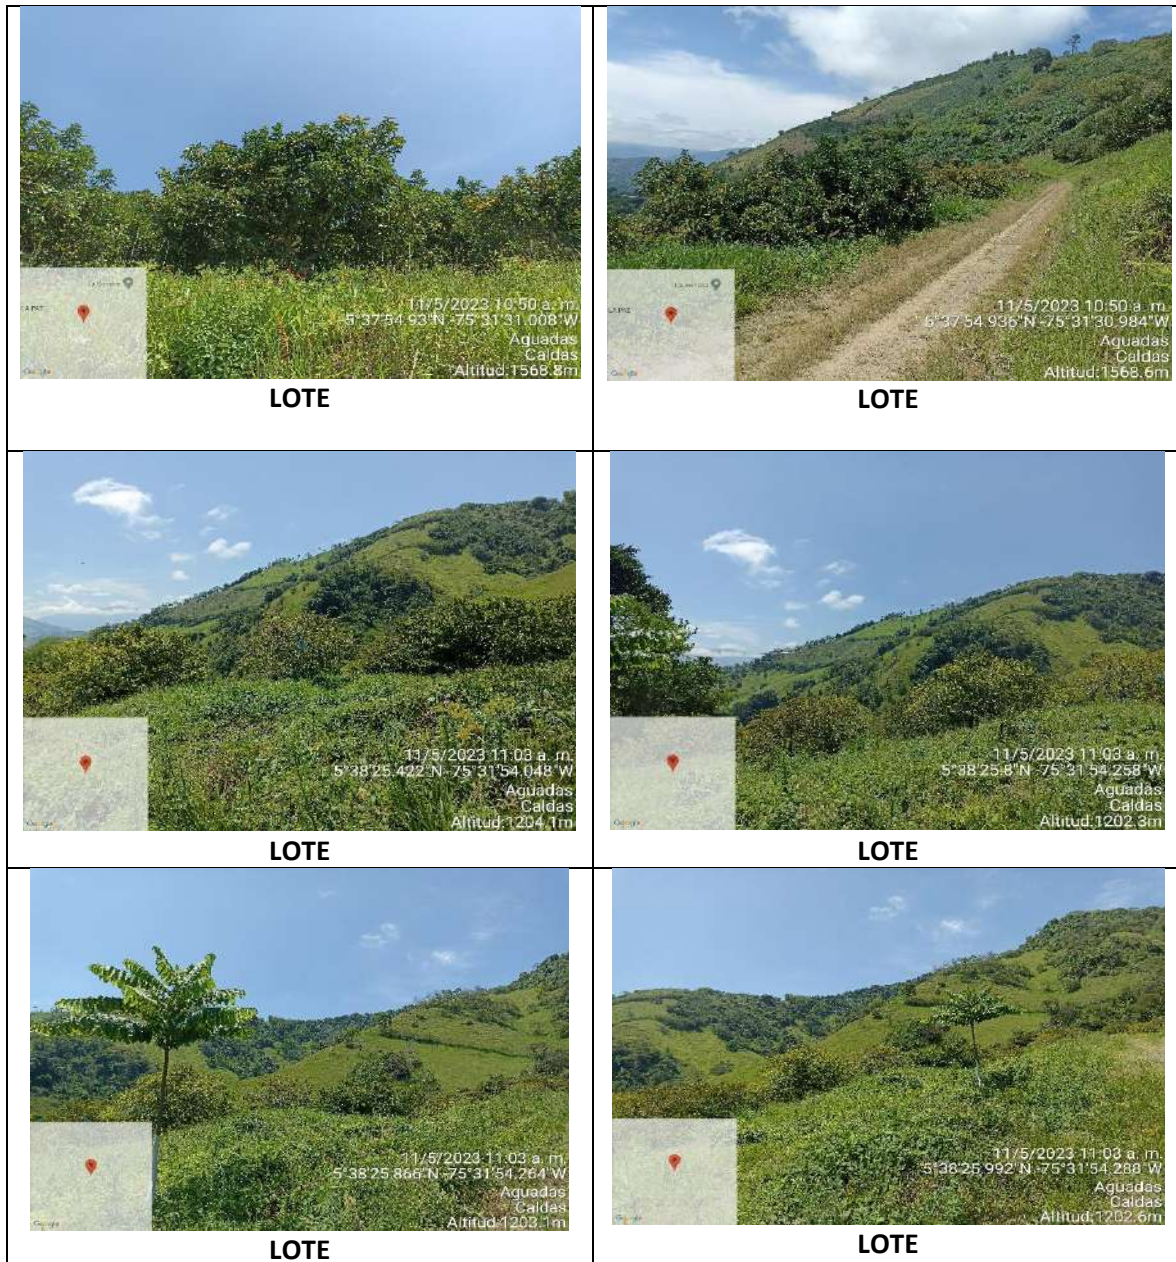 11/5/2023 10:50 a. m.
5°37'54.93"N -75°31'31.008"W
Aguadas
Caldas
Altitud:1568.8m
Google
LOTE
11/5/2023 10:50 a. m.
5°37'54.936"N -75°31'30.984"W
Aguadas
Caldas
Altitud:1568.6m
Google
LOTE
11/5/2023 11:03 a. m.
5°38'25.422"N -75°31'54.048"W
Aguadas
Caldas
Altitud:1204.1m
Google
LOTE
11/5/2023 11:03 a. m.
5°38'25.8"N -75°31'54.258"W
Aguadas
Caldas
Altitud:1202.3m
Google
LOTE
11/5/2023 11:03 a. m.
5°38'25.866"N -75°31'54.264"W
Aguadas
Caldas
Altitud:1203.1m
Google
LOTE
11/5/2023 11:03 a. m.
5°38'25.992"N -75°31'54.288"W
Aguadas
Caldas
Altitud:1202.6m
LOTE